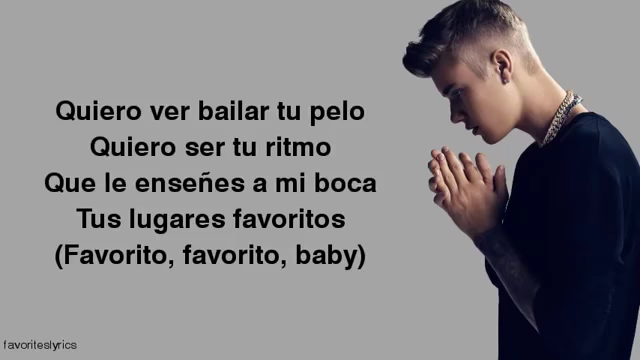 Quiero ver bailar tu pelo
Quiero ser tu ritmo
Que le enseñes a mi boca
Tus lugares favoritos
(Favorito, favorito, baby)
favoriteslyrics